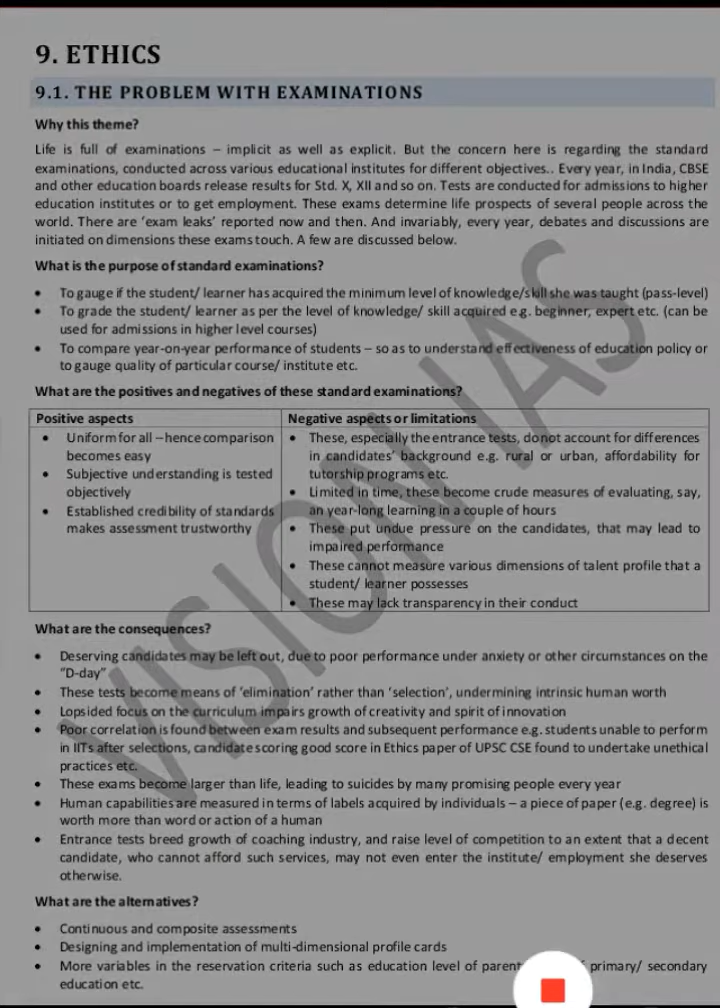 9. ETHICS
9.1. THE PROBLEM WITH EXAMINATIONS
Why this theme?
Life is full of examinations – implicit as well as explicit. But the concern here is regarding the standard
examinations, conducted across various educational institutes for different objectives.. Every year, in India, CBSE
and other education boards release results for Std. X, XII and so on. Tests are conducted for admissions to higher
education institutes or to get employment. These exams determine life prospects of several people across the
world. There are 'exam leaks' reported now and then. And invariably, every year, debates and discussions are
initiated on dimensions these exams touch. A few are discussed below.
What is the purpose of standard examinations?
• To gauge if the student/ learner has acquired the minimum level of knowledge/skill she was taught (pass-level)
• To grade the student/ learner as per the level of knowledge/ skill acquired e.g. beginner, expert etc. (can be
used for admissions in higher level courses)
• To compare year-on-year performance of students – so as to understand effectiveness of education policy or
to gauge quality of particular course/ institute etc.
What are the positives and negatives of these standard examinations?
Positive aspects
• Uniform for all – hence comparison
becomes easy
• Subjective understanding is tested
objectively
• Established credibility of standards
makes assessment trustworthy
Negative aspects or limitations
• These, especially the entrance tests, do not account for differences
in candidates' background e.g. rural or urban, affordability for
tutorship programs etc.
• Limited in time, these become crude measures of evaluating, say,
an year-long learning in a couple of hours
• These put undue pressure on the candidates, that may lead to
impaired performance
• These cannot measure various dimensions of talent profile that a
student/ learner possesses
• These may lack transparency in their conduct
What are the consequences?
• Deserving candidates may be left out, due to poor performance under anxiety or other circumstances on the
"D-day"
• These tests become means of 'elimination' rather than 'selection', undermining intrinsic human worth
• Lopsided focus on the curriculum impairs growth of creativity and spirit of innovation
• Poor correlation is found between exam results and subsequent performance e.g. students unable to perform
in IITs after selections, candidate scoring good score in Ethics paper of UPSC CSE found to undertake unethical
practices etc.
• These exams become larger than life, leading to suicides by many promising people every year
• Human capabilities are measured in terms of labels acquired by individuals – a piece of paper (e.g. degree) is
worth more than word or action of a human
• Entrance tests breed growth of coaching industry, and raise level of competition to an extent that a decent
candidate, who cannot afford such services, may not even enter the institute/ employment she deserves
otherwise.
What are the alternatives?
• Continuous and composite assessments
• Designing and implementation of multi-dimensional profile cards
• More variables in the reservation criteria such as education level of parent primary/ secondary
education etc.
VISION IAS